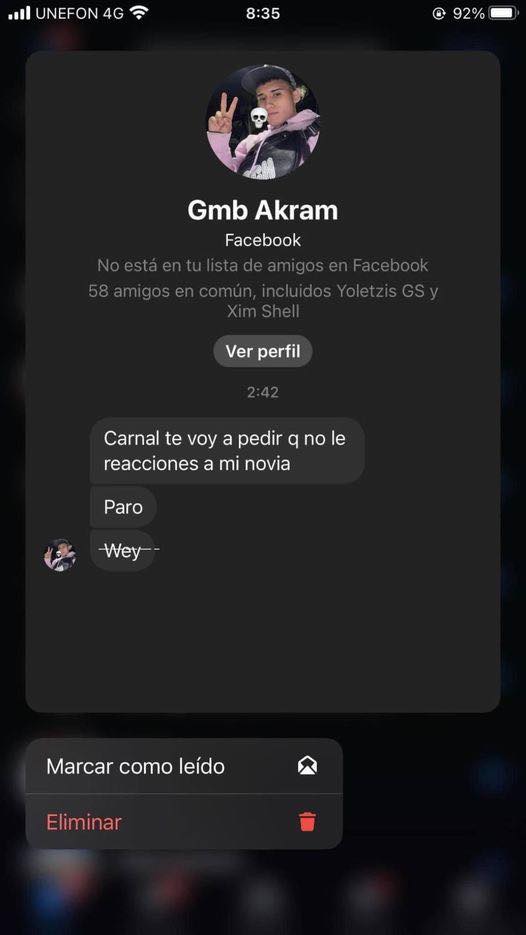 UNEFON 4G
8:35
92%
Gmb Akram
Facebook
No está en tu lista de amigos en Facebook
58 amigos en común, incluidos Yoletzis GS y
Xim Shell
Ver perfil
2:42
Carnal te voy a pedir q no le
reacciones a mi novia
Paro
Wey
Marcar como leído
Eliminar